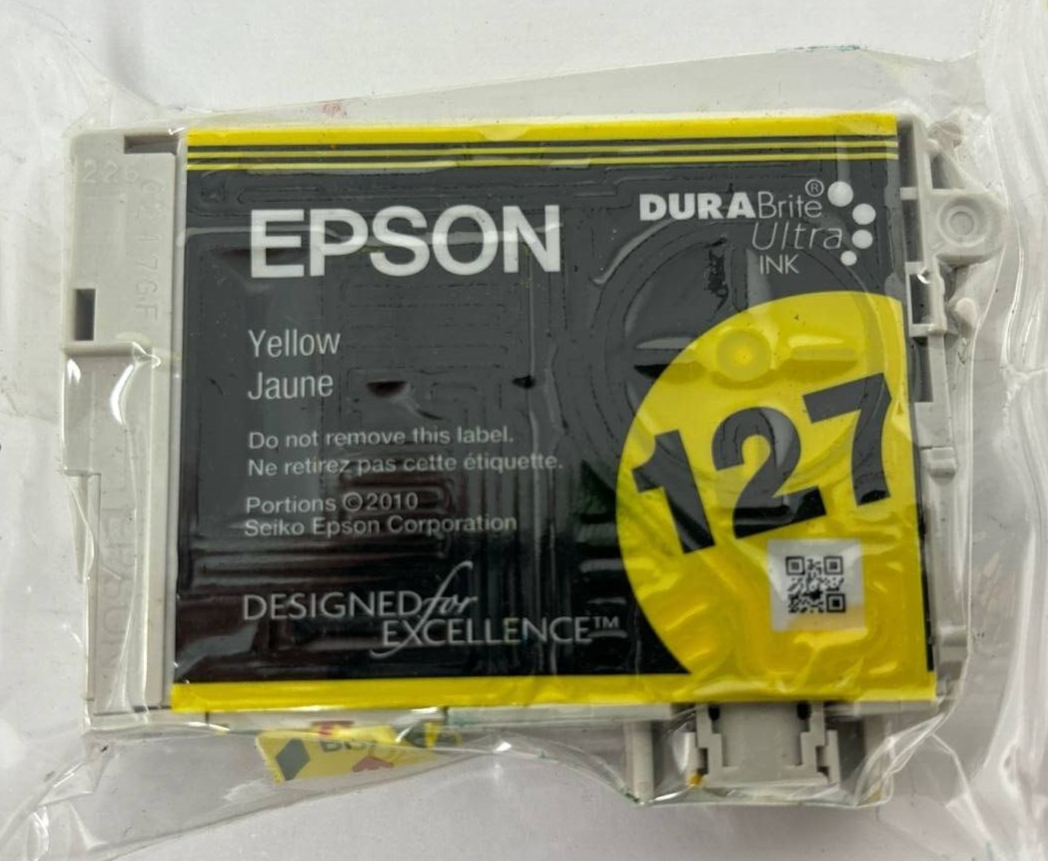 EPSON
DURABrite®
Ultra
INK
Yellow
Jaune
Do not remove this label.
Ne retirez pas cette étiquette.
Portions ©2010
Seiko Epson Corporation
127
DESIGNED for
EXCELLENCE™